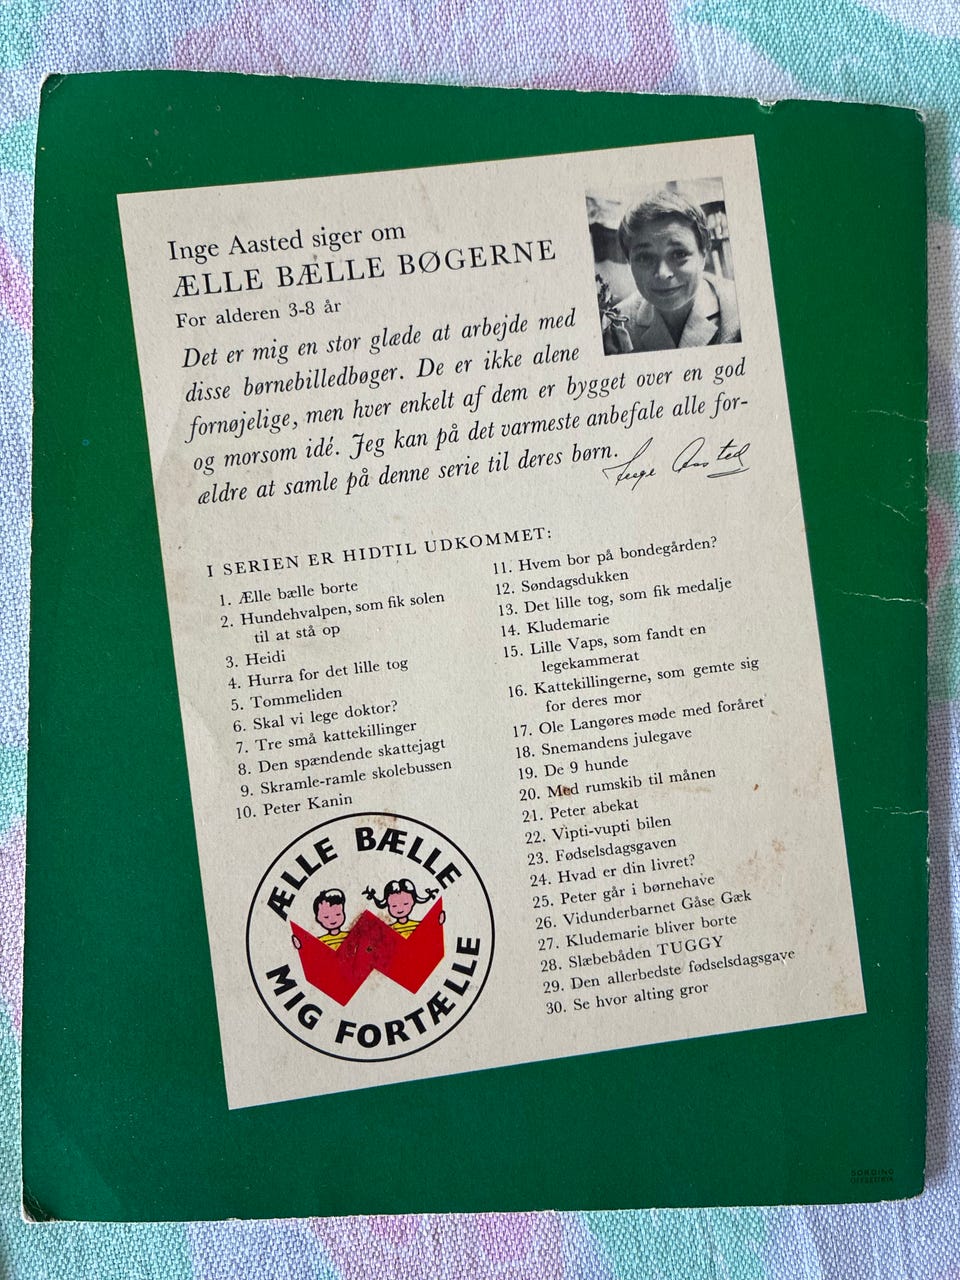 Inge Aasted siger om
ÆLLE BÆLLE BØGERNE
For alderen 3-8 år
Det er mig en stor glæde at arbejde med
disse børnebilledbøger. De er ikke alene
fornøjelige, men hver enkelt af dem er bygget over en god
og morsom idé. Jeg kan på det varmeste anbefale alle for-
ældre at samle på denne serie til deres børn.
Inge Aasted
I SERIEN ER HIDTIL UDKOMMET:
1. Ælle bælle borte
2. Hundehvalpen, som fik solen
til at stå op
3. Heidi
4. Hurra for det lille tog
5. Tommeliden
6. Skal vi lege doktor?
7. Tre små kattekillinger
8. Den spændende skattejagt
9. Skramle-ramle skolebussen
10. Peter Kanin
11. Hvem bor på bondegården?
12. Søndagsdukken
13. Det lille tog, som fik medalje
14. Kludemarie
15. Lille Vaps, som fandt en
legekammerat
16. Kattekillingerne, som gemte sig
for deres mor
17. Ole Langøres møde med foråret
18. Snemandens julegave
19. De 9 hunde
20. Med rumskib til månen
21. Peter abekat
22. Vipti-vupti bilen
23. Fødselsdagsgaven
24. Hvad er din livret?
25. Peter går i børnehave
26. Vidunderbarnet Gåse Gæk
27. Kludemarie bliver borte
28. Slæbebåden TUGGY
29. Den allerbedste fødselsdagsgave
30. Se hvor alting gror
ÆLLE BÆLLE
MIG FORTÆLLE
SORDING
OFFSETRYK